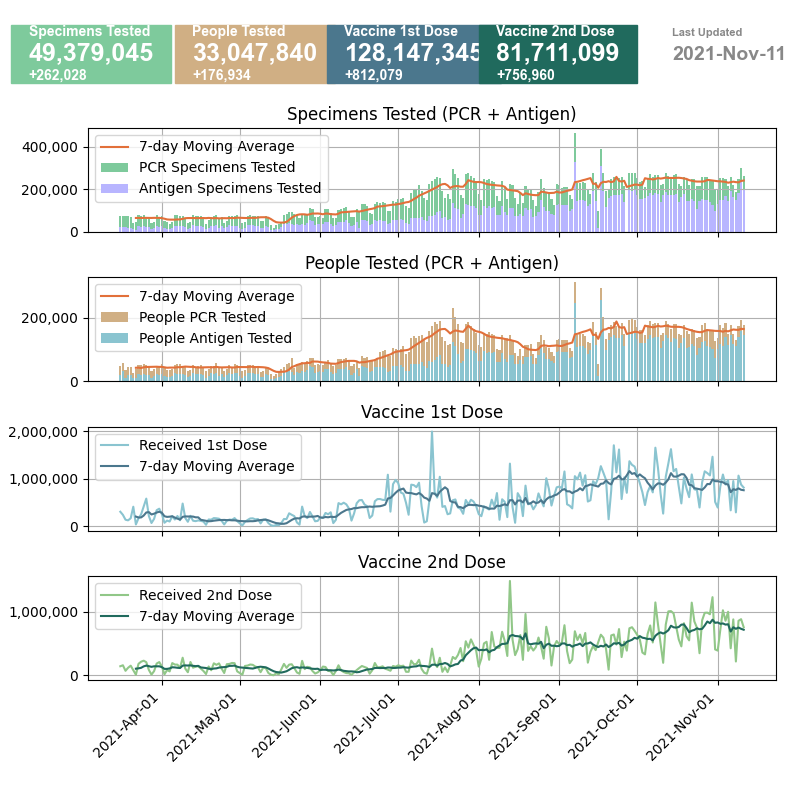 Specimens Tested
49,379,045
+262,028
People Tested
33,047,840
+176,934
Vaccine 1st Dose
128,147,345
+812,079
Vaccine 2nd Dose
81,711,099
+756,960
Last Updated
2021-Nov-11
Specimens Tested (PCR + Antigen)
400,000
200,000
0
7-day Moving Average
PCR Specimens Tested
Antigen Specimens Tested
People Tested (PCR + Antigen)
200,000
0
7-day Moving Average
People PCR Tested
People Antigen Tested
Vaccine 1st Dose
2,000,000
1,000,000
0
Received 1st Dose
7-day Moving Average
Vaccine 2nd Dose
1,000,000
0
Received 2nd Dose
7-day Moving Average
2021-Apr-01
2021-May-01
2021-Jun-01
2021-Jul-01
2021-Aug-01
2021-Sep-01
2021-Oct-01
2021-Nov-01